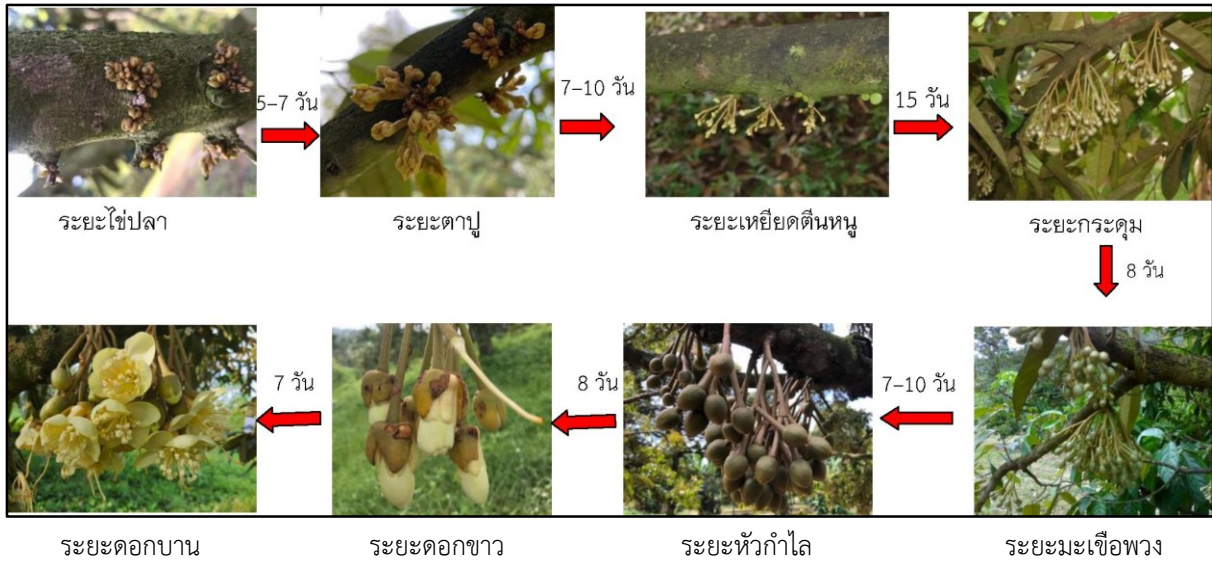 5–7 วัน
7–10 วัน
15 วัน
ระยะไข่ปลา
ระยะตาปู
ระยะเหยียดตีนหนู
ระยะกระดุม
8 วัน
7 วัน
8 วัน
7–10 วัน
ระยะดอกบาน
ระยะดอกขาว
ระยะหัวกำไล
ระยะมะเขือพวง